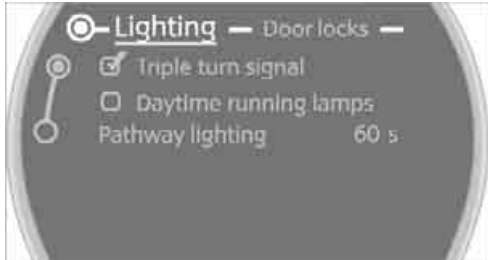 Lighting — Door locks —
Triple turn signal
Daytime running lamps
Pathway lighting 60 s